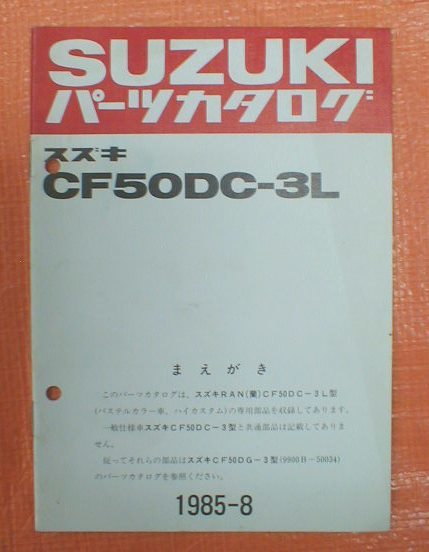 SUZUKI
パーツカタログ
スズキ
CF50DC-3L
まえがき
このパーツカタログは、スズキRAN(蘭)CF50DC-3L型
(パステルカラー車、ハイカスタム)の専用部品を収録してあります。
一般仕様車スズキCF50DC-3型と共通部品は記載してありま
せん。
従ってそれらの部品はスズキCF50DG-3型(9900B-50034)
のパーツカタログを参照ください。
1985-8